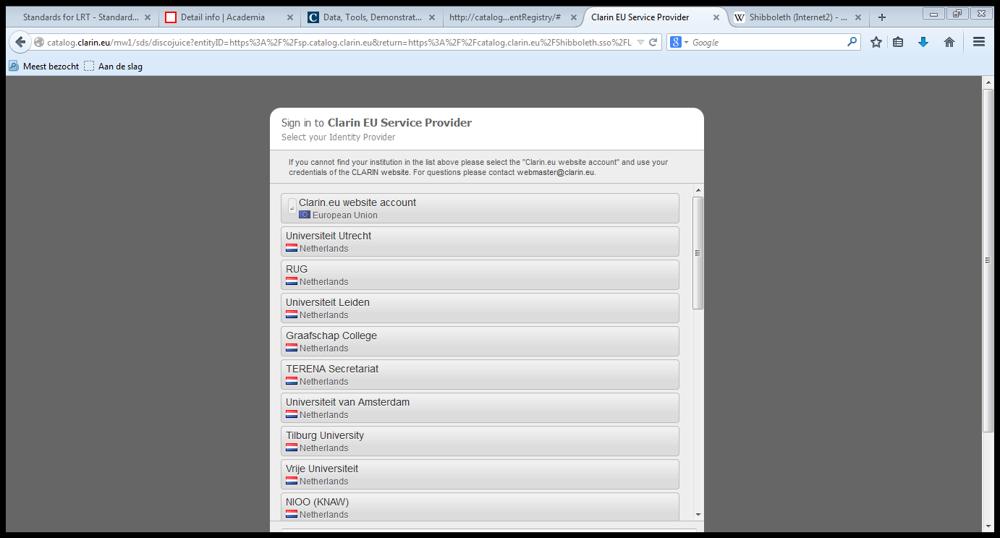 Standards for LRT - Standard...
Detail info | Academia
Data, Tools, Demonstrat...
http://catalog...entRegistry/#
Clarin EU Service Provider
Shibboleth (Internet2) - ...
catalog.clarin.eu/mw1/sds/discojuice?entityID=https%3A%2F%2Fsp.catalog.clarin.eu&return=https%3A%2F%2Fcatalog.clarin.eu%2FShibboleth.sso%2FL
Google
Meest bezocht
Aan de slag
Sign in to Clarin EU Service Provider
Select your Identity Provider
If you cannot find your institution in the list above please select the "Clarin.eu website account" and use your
credentials of the CLARIN website. For questions please contact webmaster@clarin.eu.
Clarin.eu website account
European Union
Universiteit Utrecht
Netherlands
RUG
Netherlands
Universiteit Leiden
Netherlands
Graafschap College
Netherlands
TERENA Secretariat
Netherlands
Universiteit van Amsterdam
Netherlands
Tilburg University
Netherlands
Vrije Universiteit
Netherlands
NIOO (KNAW)
Netherlands